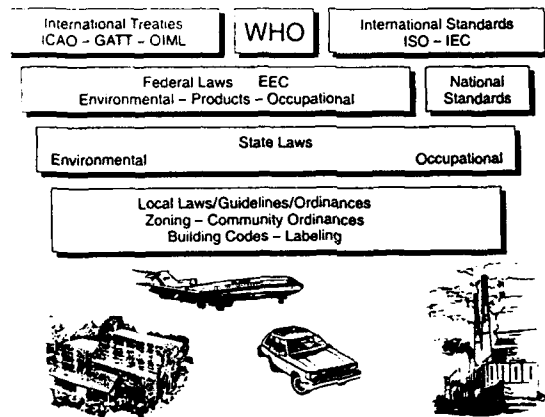 International Treaties
ICAO – GATT – OIML
WHO
International Standards
ISO – IEC
Federal Laws EEC
Environmental – Products – Occupational
National
Standards
State Laws
Environmental Occupational
Local Laws/Guidelines/Ordinances
Zoning – Community Ordinances
Building Codes – Labeling